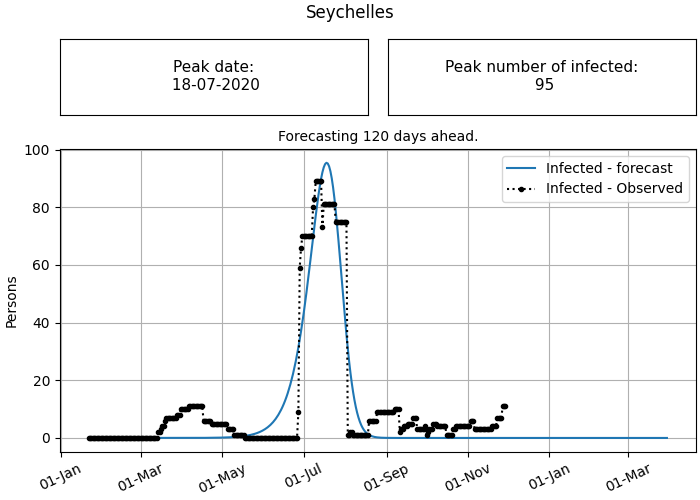 Seychelles
Peak date:
18-07-2020
Peak number of infected:
95
Forecasting 120 days ahead.
100
80
60
40
20
0
Persons
Infected - forecast
Infected - Observed
01-Jan
01-Mar
01-May
01-Jul
01-Sep
01-Nov
01-Jan
01-Mar